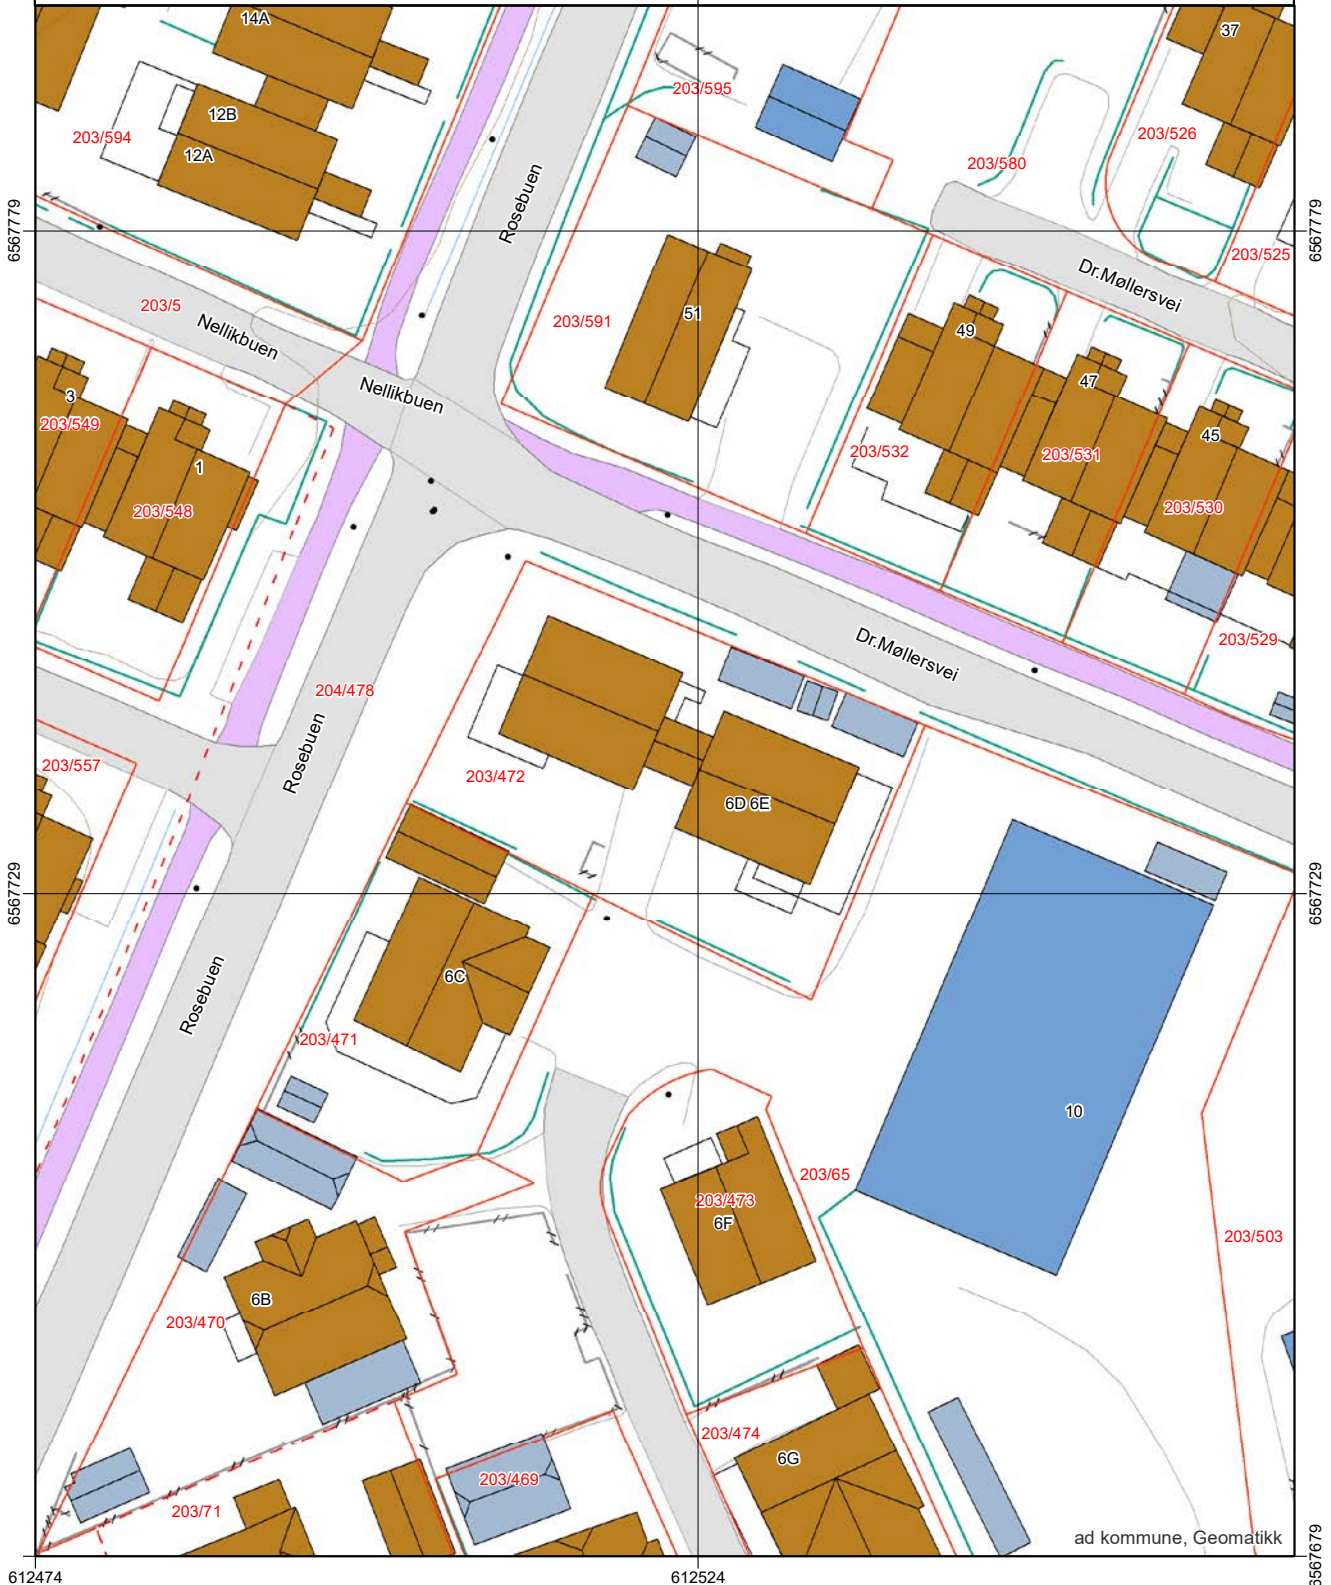 14A
37
203/595
12B
203/594
12A
203/526
203/580
Rosebuen
6567779
6567779
203/525
Dr.Møllersvei
203/5
Nellikbuen
203/591
51
49
Nellikbuen
47
3
203/549
45
1
203/532
203/531
203/548
203/530
203/529
Dr.Møllersvei
204/478
Rosebuen
203/557
203/472
6D 6E
6567729
6567729
6C
Rosebuen
203/471
10
203/65
203/473
6F
203/503
6B
203/470
203/474
6G
203/469
203/71
ad kommune, Geomatikk
6567679
612474
612524